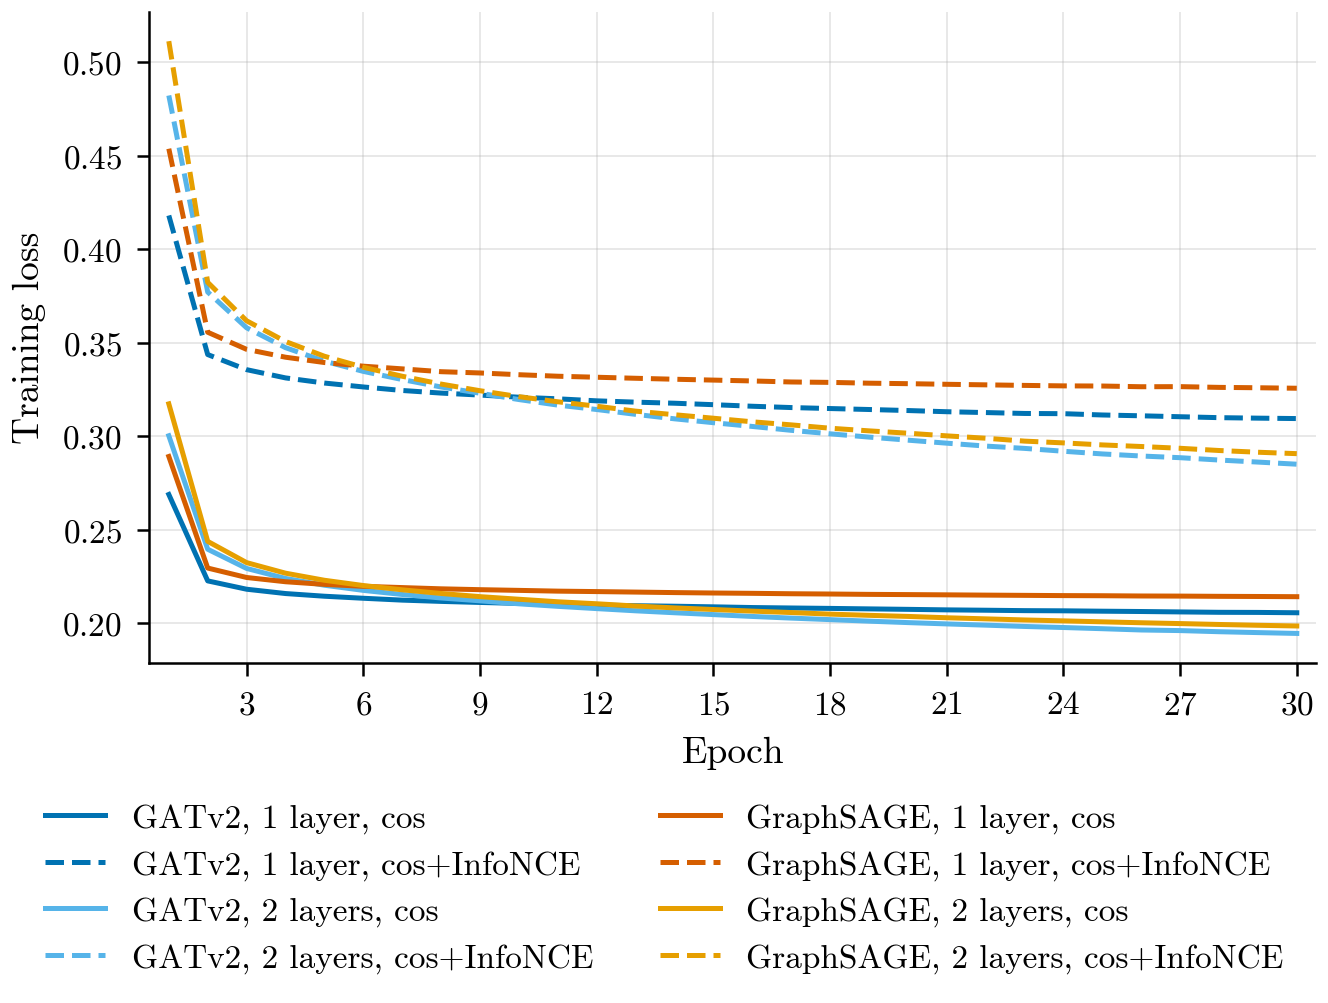 0.50
0.45
0.40
0.35
0.30
0.25
0.20
Training loss
3 6 9 12 15 18 21 24 27 30
Epoch
GATv2, 1 layer, cos
GATv2, 1 layer, cos+InfoNCE
GATv2, 2 layers, cos
GATv2, 2 layers, cos+InfoNCE
GraphSAGE, 1 layer, cos
GraphSAGE, 1 layer, cos+InfoNCE
GraphSAGE, 2 layers, cos
GraphSAGE, 2 layers, cos+InfoNCE